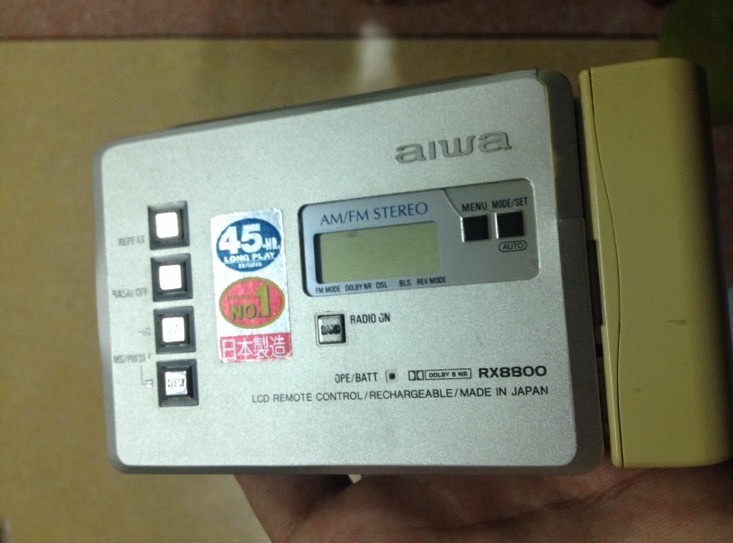 aiwa
AM/FM STEREO
MENU MODE/SET
AUTO
FM MODE DOLBY NR DSL BLS REV MODE
REPEAT
45-HR.
LONG PLAY
NO.1
日本製造
RADIO ON
OPE/BATT DOLBY B NR RX8800
LCD REMOTE CONTROL/RECHARGEABLE/MADE IN JAPAN